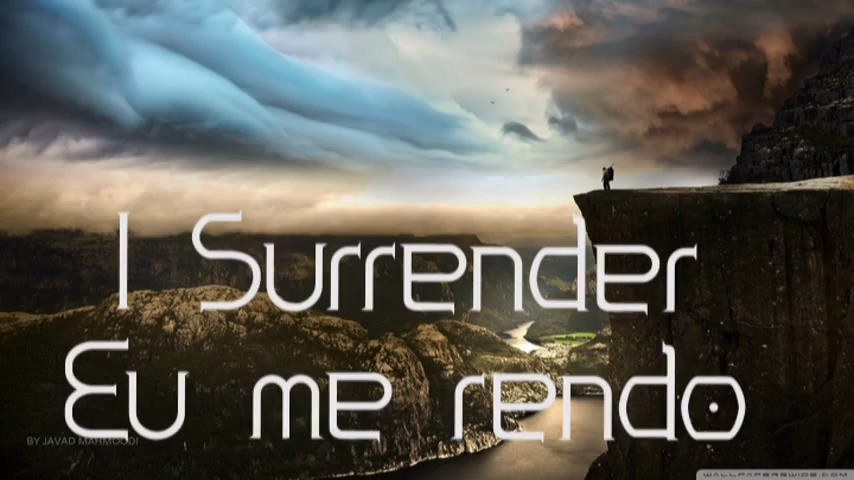 I Surrender
Eu me rendo
BY JAVAD MAHMOODI
WALLPAPERSWIDE.COM